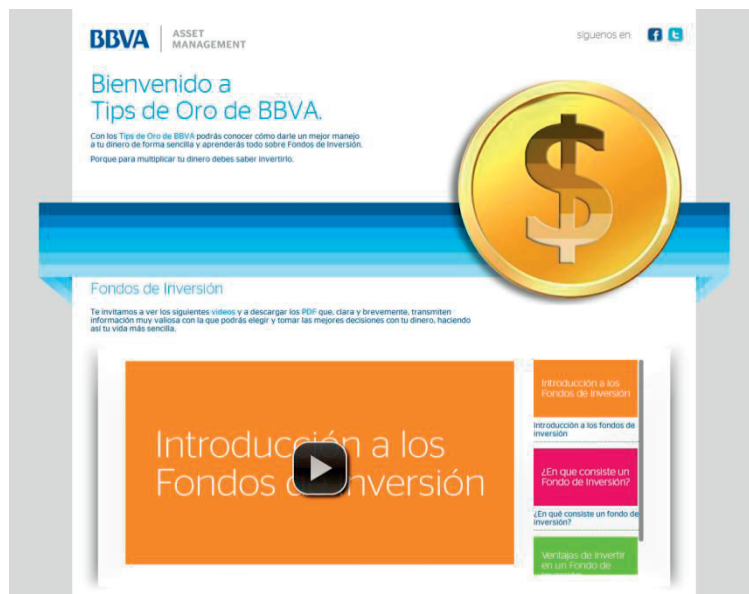 BBVA
ASSET
MANAGEMENT
síguenos en:
f
t
Bienvenido a
Tips de Oro de BBVA.
Con los Tips de Oro de BBVA podrás conocer cómo darle un mejor manejo
a tu dinero de forma sencilla y aprenderás todo sobre Fondos de Inversión.
Porque para multiplicar tu dinero debes saber invertirlo.
$
Fondos de Inversión
Te invitamos a ver los siguientes videos y a descargar los PDF que, clara y brevemente, transmiten
información muy valiosa con la que podrás elegir y tomar las mejores decisiones con tu dinero, haciendo
así tu vida más sencilla.
Introducción a los
Fondos de Inversión
Introducción a los
Fondos de Inversión
Introducción a los fondos de
inversión
¿En que consiste un
Fondo de Inversión?
¿En qué consiste un fondo de
inversión?
Ventajas de Invertir
en un Fondo de